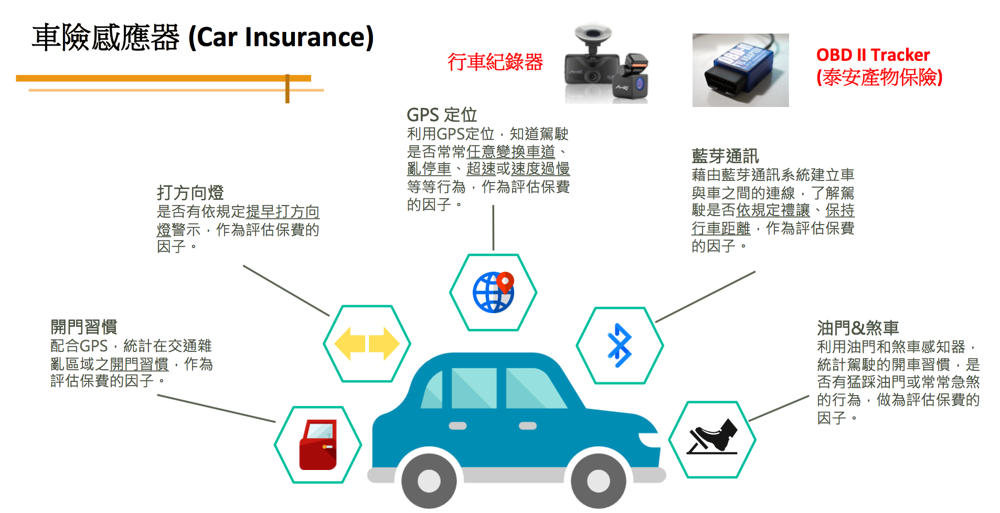 車險感應器 (Car Insurance)
行車紀錄器
OBD II Tracker
(泰安產物保險)
Mio
Mio
OBD-II
ADAPTER
GPS 定位
利用GPS定位，知道駕駛
是否常常任意變換車道、
亂停車、超速或速度過慢
等等行為，作為評估保費
的因子。
藍芽通訊
藉由藍芽通訊系統建立車
與車之間的連線，了解駕
駛是否依規定禮讓、保持
行車距離，作為評估保費
的因子。
打方向燈
是否有依規定提早打方向
燈警示，作為評估保費的
因子。
開門習慣
配合GPS，統計在交通雜
亂區域之開門習慣，作為
評估保費的因子。
油門&煞車
利用油門和煞車感知器，
統計駕駛的開車習慣，是
否有猛踩油門或常常急煞
的行為，做為評估保費的
因子。